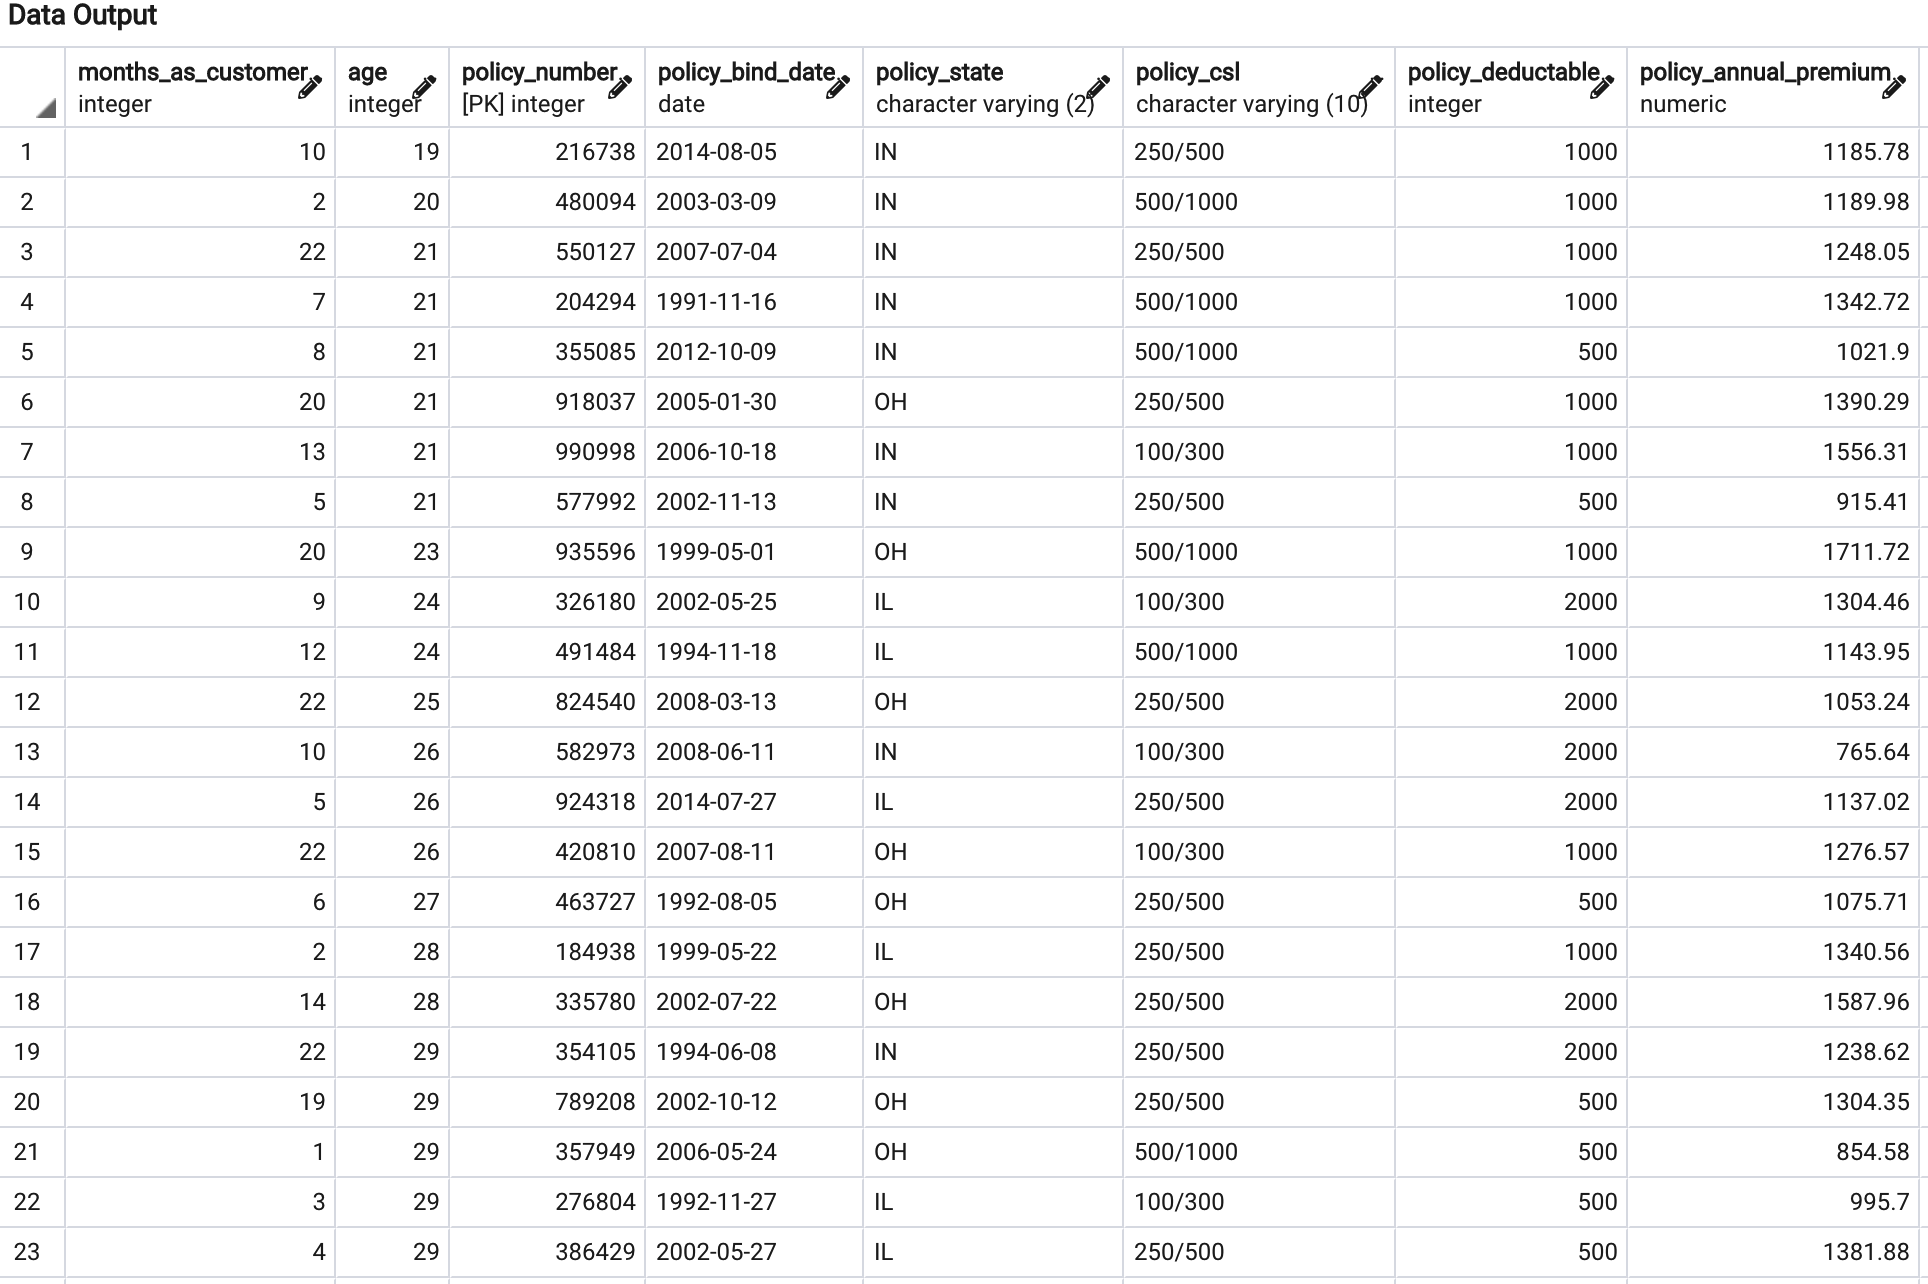 Data Output
months_as_customer age policy_number policy_bind_date policy_state policy_csl policy_deductable policy_annual_premium
integer integer [PK] integer date character varying (2) character varying (10) integer numeric
1 10 19 216738 2014-08-05 IN 250/500 1000 1185.78
2 2 20 480094 2003-03-09 IN 500/1000 1000 1189.98
3 22 21 550127 2007-07-04 IN 250/500 1000 1248.05
4 7 21 204294 1991-11-16 IN 500/1000 1000 1342.72
5 8 21 355085 2012-10-09 IN 500/1000 500 1021.9
6 20 21 918037 2005-01-30 OH 250/500 1000 1390.29
7 13 21 990998 2006-10-18 IN 100/300 1000 1556.31
8 5 21 577992 2002-11-13 IN 250/500 500 915.41
9 20 23 935596 1999-05-01 OH 500/1000 1000 1711.72
10 9 24 326180 2002-05-25 IL 100/300 2000 1304.46
11 12 24 491484 1994-11-18 IL 500/1000 1000 1143.95
12 22 25 824540 2008-03-13 OH 250/500 2000 1053.24
13 10 26 582973 2008-06-11 IN 100/300 2000 765.64
14 5 26 924318 2014-07-27 IL 250/500 2000 1137.02
15 22 26 420810 2007-08-11 OH 100/300 1000 1276.57
16 6 27 463727 1992-08-05 OH 250/500 500 1075.71
17 2 28 184938 1999-05-22 IL 250/500 1000 1340.56
18 14 28 335780 2002-07-22 OH 250/500 2000 1587.96
19 22 29 354105 1994-06-08 IN 250/500 2000 1238.62
20 19 29 789208 2002-10-12 OH 250/500 500 1304.35
21 1 29 357949 2006-05-24 OH 500/1000 500 854.58
22 3 29 276804 1992-11-27 IL 100/300 500 995.7
23 4 29 386429 2002-05-27 IL 250/500 500 1381.88